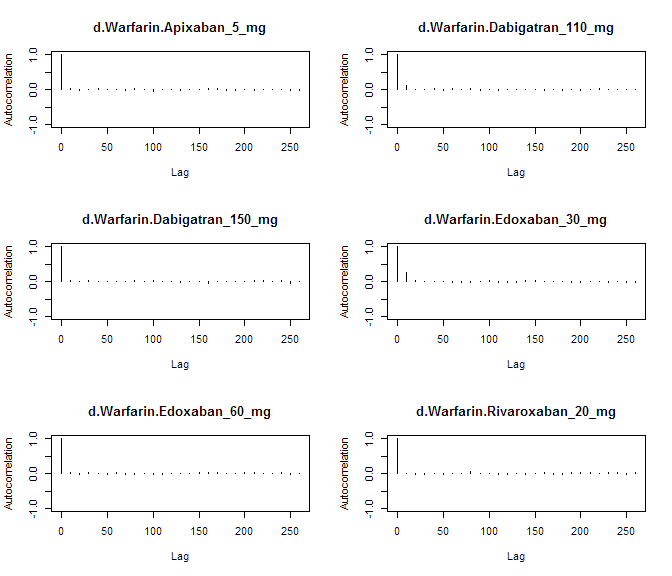 d.Warfarin.Apixaban_5_mg
Autocorrelation
1.0
0.0
-1.0
0 50 100 150 200 250
Lag
d.Warfarin.Dabigatran_110_mg
Autocorrelation
1.0
0.0
-1.0
0 50 100 150 200 250
Lag
d.Warfarin.Dabigatran_150_mg
Autocorrelation
1.0
0.0
-1.0
0 50 100 150 200 250
Lag
d.Warfarin.Edoxaban_30_mg
Autocorrelation
1.0
0.0
-1.0
0 50 100 150 200 250
Lag
d.Warfarin.Edoxaban_60_mg
Autocorrelation
1.0
0.0
-1.0
0 50 100 150 200 250
Lag
d.Warfarin.Rivaroxaban_20_mg
Autocorrelation
1.0
0.0
-1.0
0 50 100 150 200 250
Lag